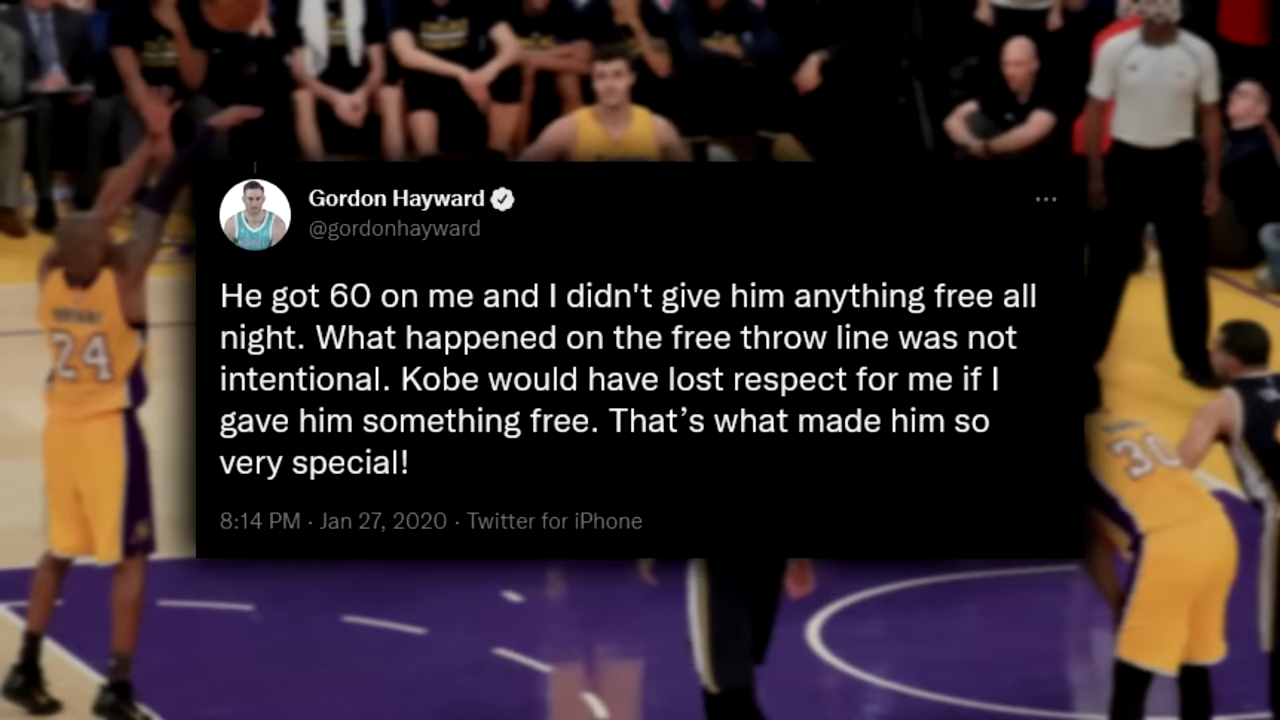 Gordon Hayward
@gordonhayward
He got 60 on me and I didn't give him anything free all
night. What happened on the free throw line was not
intentional. Kobe would have lost respect for me if I
gave him something free. That’s what made him so
very special!
8:14 PM · Jan 27, 2020 · Twitter for iPhone
24
30